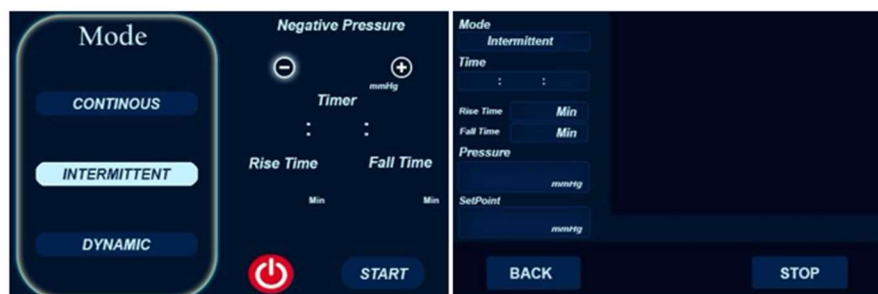 Mode
CONTINOUS
INTERMITTENT
DYNAMIC
Negative Pressure
mmHg
Timer
: :
Rise Time Fall Time
Min Min
START
Mode
Intermittent
Time
: :
Rise Time Min
Fall Time Min
Pressure
mmHg
SetPoint
mmHg
BACK STOP